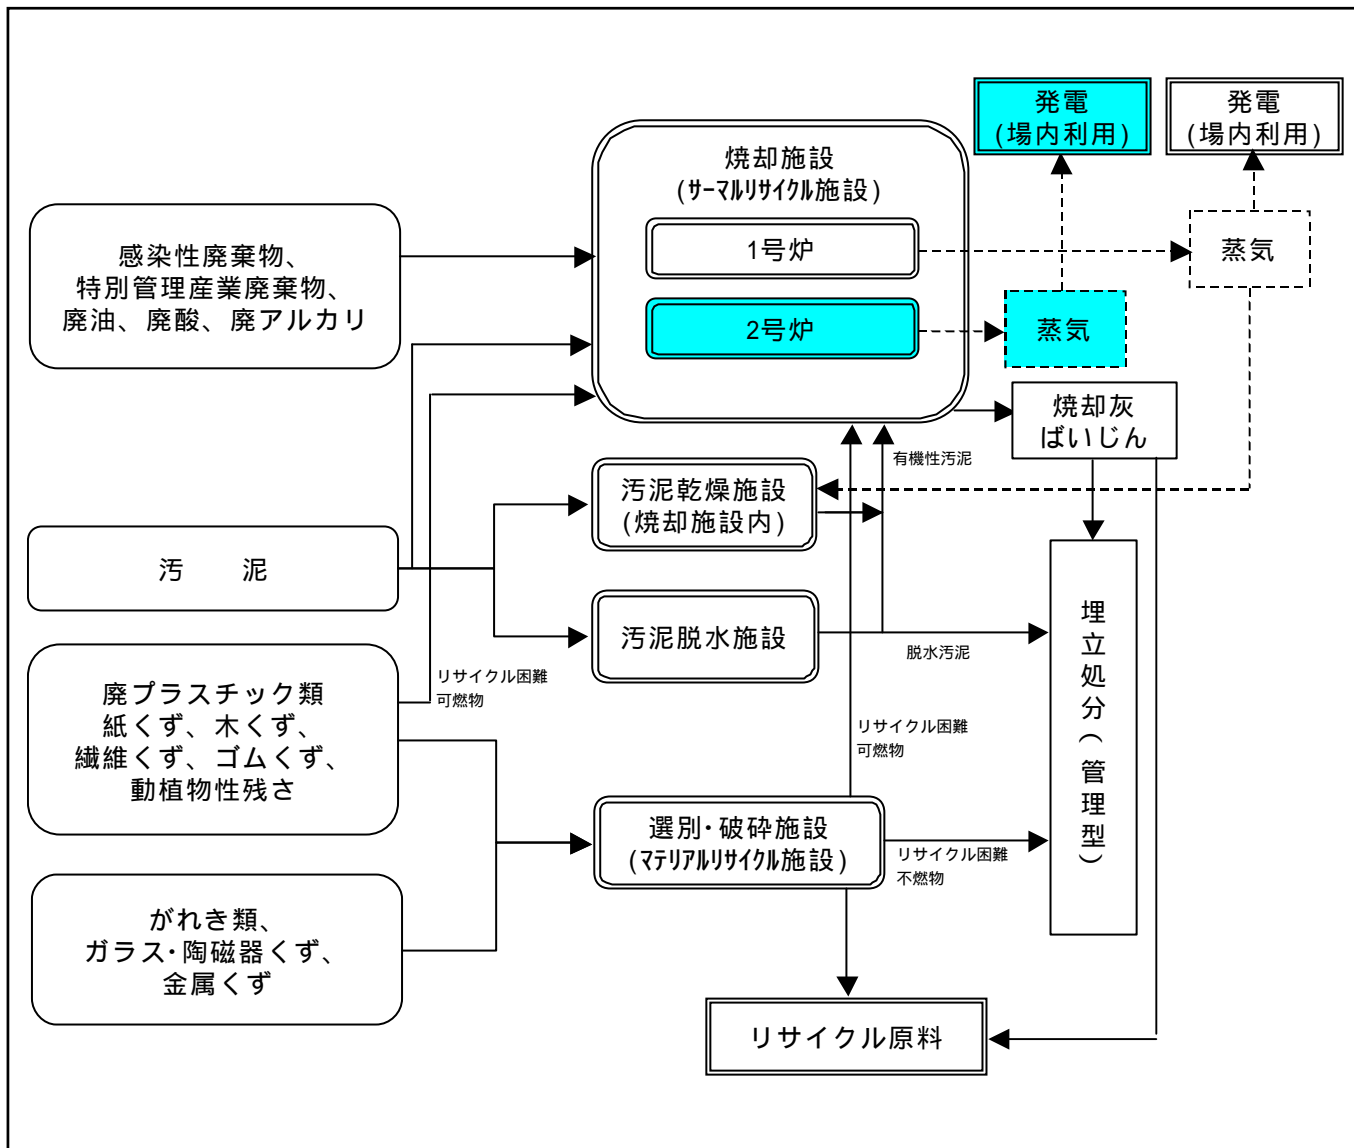 発電
(場内利用)
発電
(場内利用)
焼却施設
(ｻｰﾏﾙﾘｻｲｸﾙ施設)
1号炉
2号炉
蒸気
蒸気
感染性廃棄物、
特別管理産業廃棄物、
廃油、廃酸、廃アルカリ
焼却灰
ばいじん
有機性汚泥
汚泥乾燥施設
(焼却施設内)
汚　泥
汚泥脱水施設
脱水汚泥
埋立処分(管理型)
廃プラスチック類
紙くず、木くず、
繊維くず、ゴムくず、
動植物性残さ
リサイクル困難
可燃物
リサイクル困難
可燃物
選別・破砕施設
(ﾏﾃﾘｱﾙﾘｻｲｸﾙ施設)
リサイクル困難
不燃物
がれき類、
ガラス・陶磁器くず、
金属くず
リサイクル原料